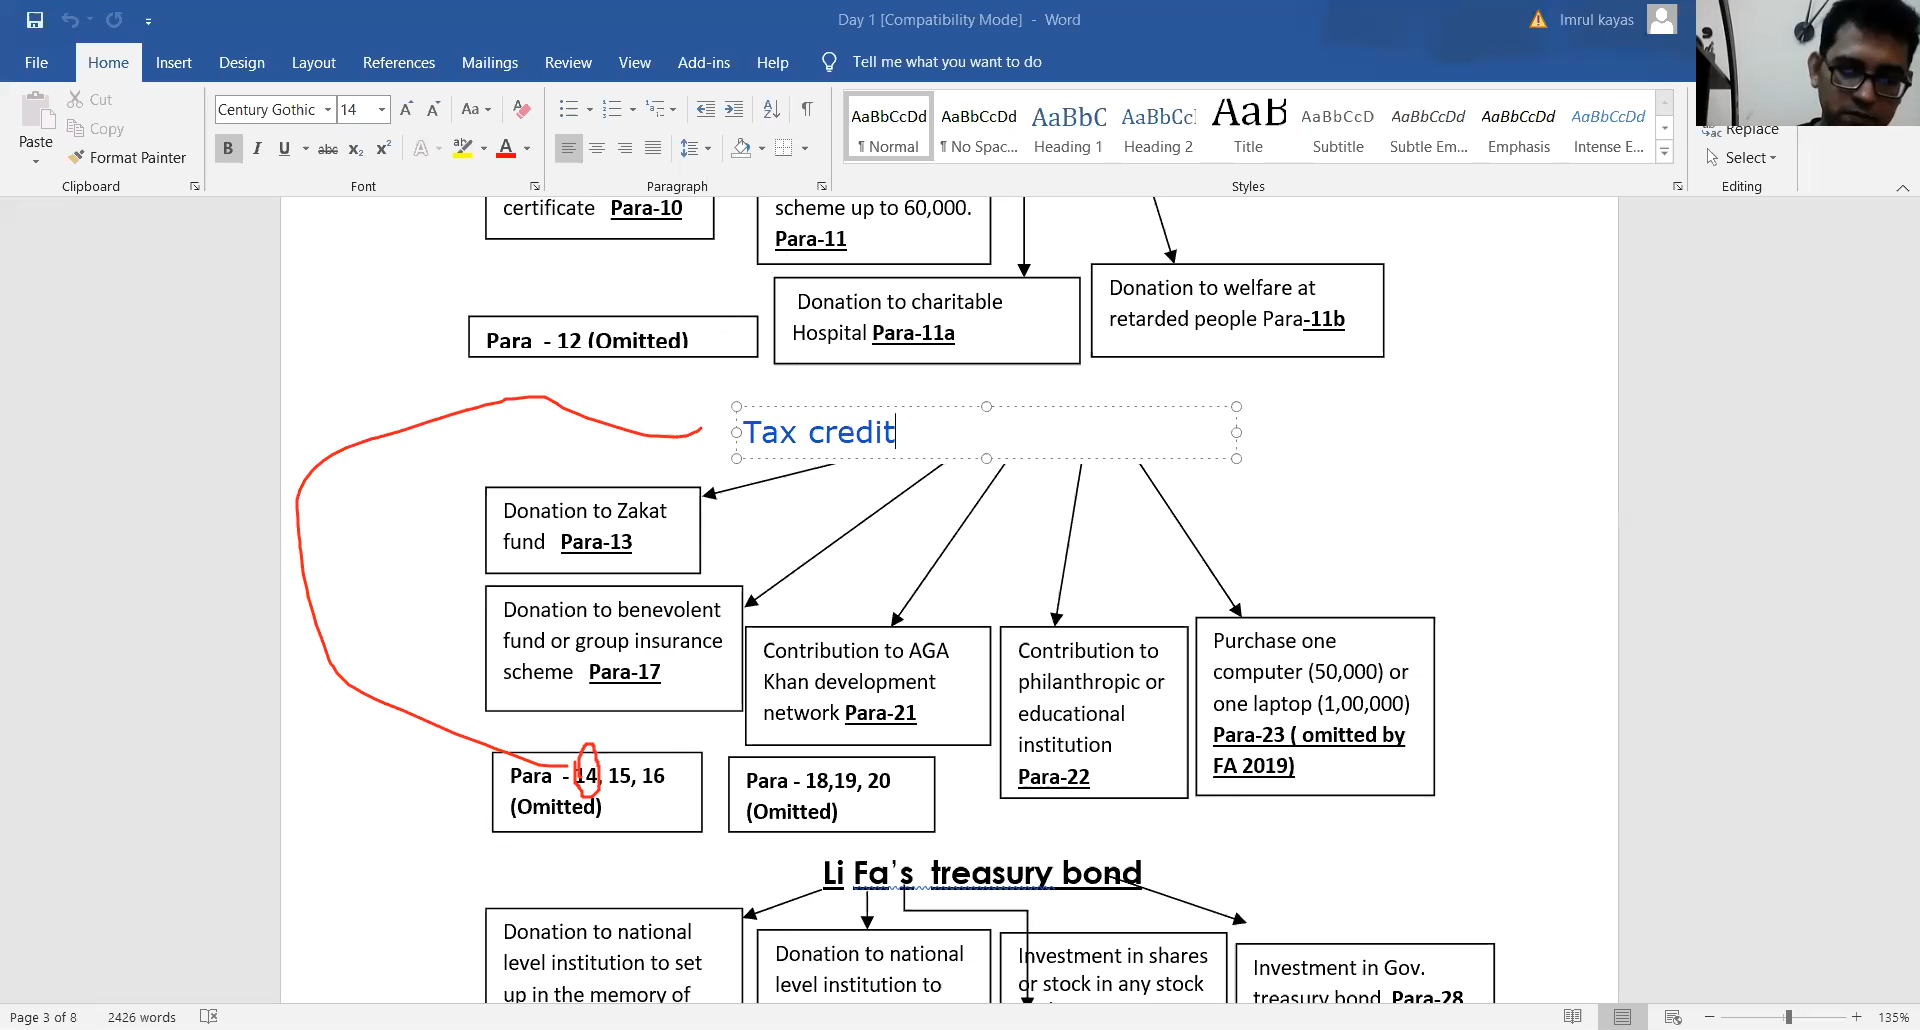 Day 1 [Compatibility Mode] - Word
Imrul kayas
File Home Insert Design Layout References Mailings Review View Add-ins Help Tell me what you want to do
Paste
Cut
Copy
Format Painter
Clipboard
Century Gothic 14
Font
Paragraph
AaBbCcDd AaBbCcDd AaBbC AaBbCcI AaB AaBbCcD AaBbCcDd AaBbCcDd AaBbCcDd
¶ Normal ¶ No Spac... Heading 1 Heading 2 Title Subtitle Subtle Em... Emphasis Intense E...
Styles
Replace
Select
Editing
certificate Para-10
scheme up to 60,000.
Para-11
Para - 12 (Omitted)
Donation to charitable
Hospital Para-11a
Donation to welfare at
retarded people Para-11b
Tax credit
Donation to Zakat
fund Para-13
Donation to benevolent
fund or group insurance
scheme Para-17
Contribution to AGA
Khan development
network Para-21
Contribution to
philanthropic or
educational
institution
Para-22
Purchase one
computer (50,000) or
one laptop (1,00,000)
Para-23 ( omitted by
FA 2019)
Para - 14, 15, 16
(Omitted)
Para - 18,19, 20
(Omitted)
Li Fa's treasury bond
Donation to national
level institution to set
up in the memory of
Donation to national
level institution to
Investment in shares
or stock in any stock
Investment in Gov.
treasury bond Para-28
Page 3 of 8 2426 words
135%